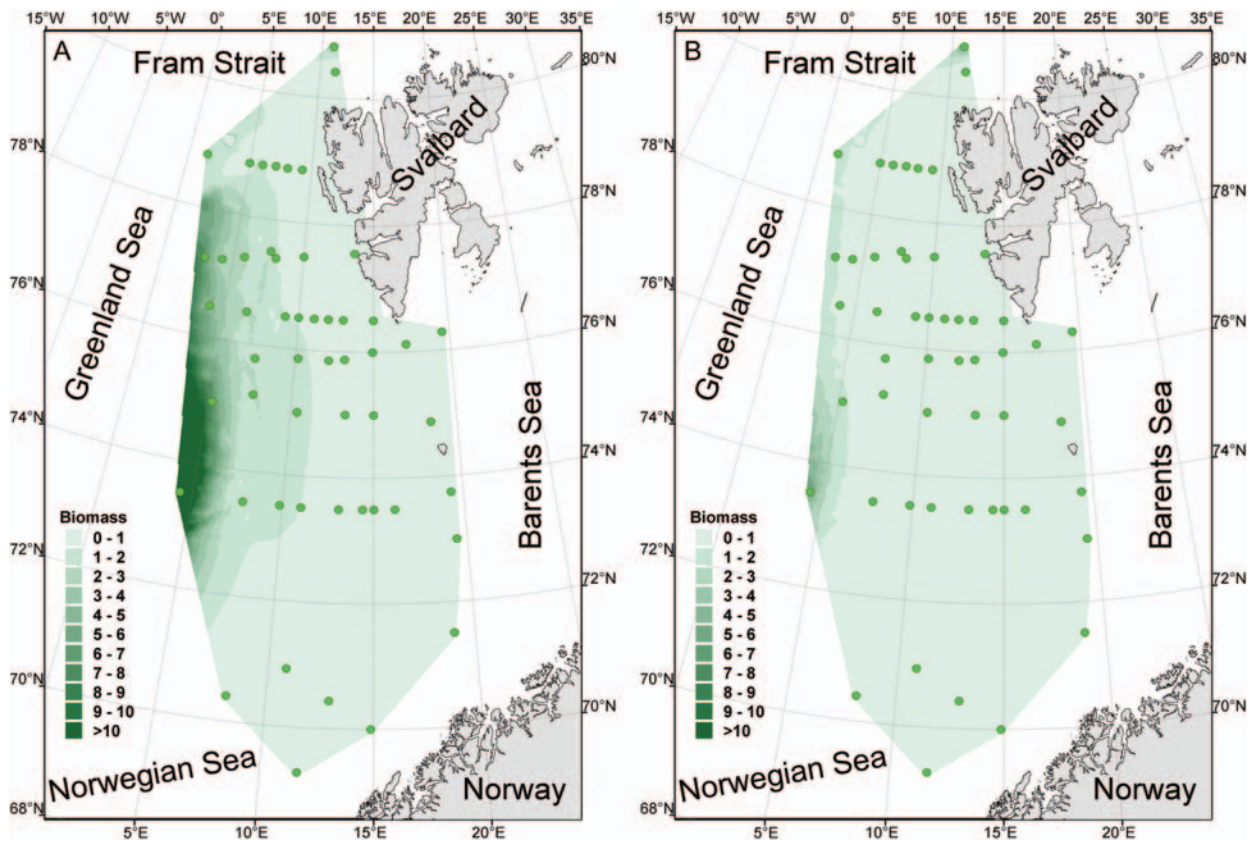 15°W 10°W 5°W 0° 5°E 10°E 15°E 20°E 25°E 30°E 35°E
A
Fram Strait
80°N
78°N
Svalbard
78°N
Greenland Sea
76°N
76°N
74°N
74°N
Barents Sea
72°N
72°N
70°N
70°N
68°N
Biomass
0 - 1
1 - 2
2 - 3
3 - 4
4 - 5
5 - 6
6 - 7
7 - 8
8 - 9
9 - 10
>10
Norwegian Sea
Norway
5°E 10°E 15°E 20°E
15°W 10°W 5°W 0° 5°E 10°E 15°E 20°E 25°E 30°E 35°E
B
Fram Strait
80°N
78°N
Svalbard
78°N
Greenland Sea
76°N
76°N
74°N
74°N
Barents Sea
72°N
72°N
70°N
70°N
68°N
Biomass
0 - 1
1 - 2
2 - 3
3 - 4
4 - 5
5 - 6
6 - 7
7 - 8
8 - 9
9 - 10
>10
Norwegian Sea
Norway
5°E 10°E 15°E 20°E